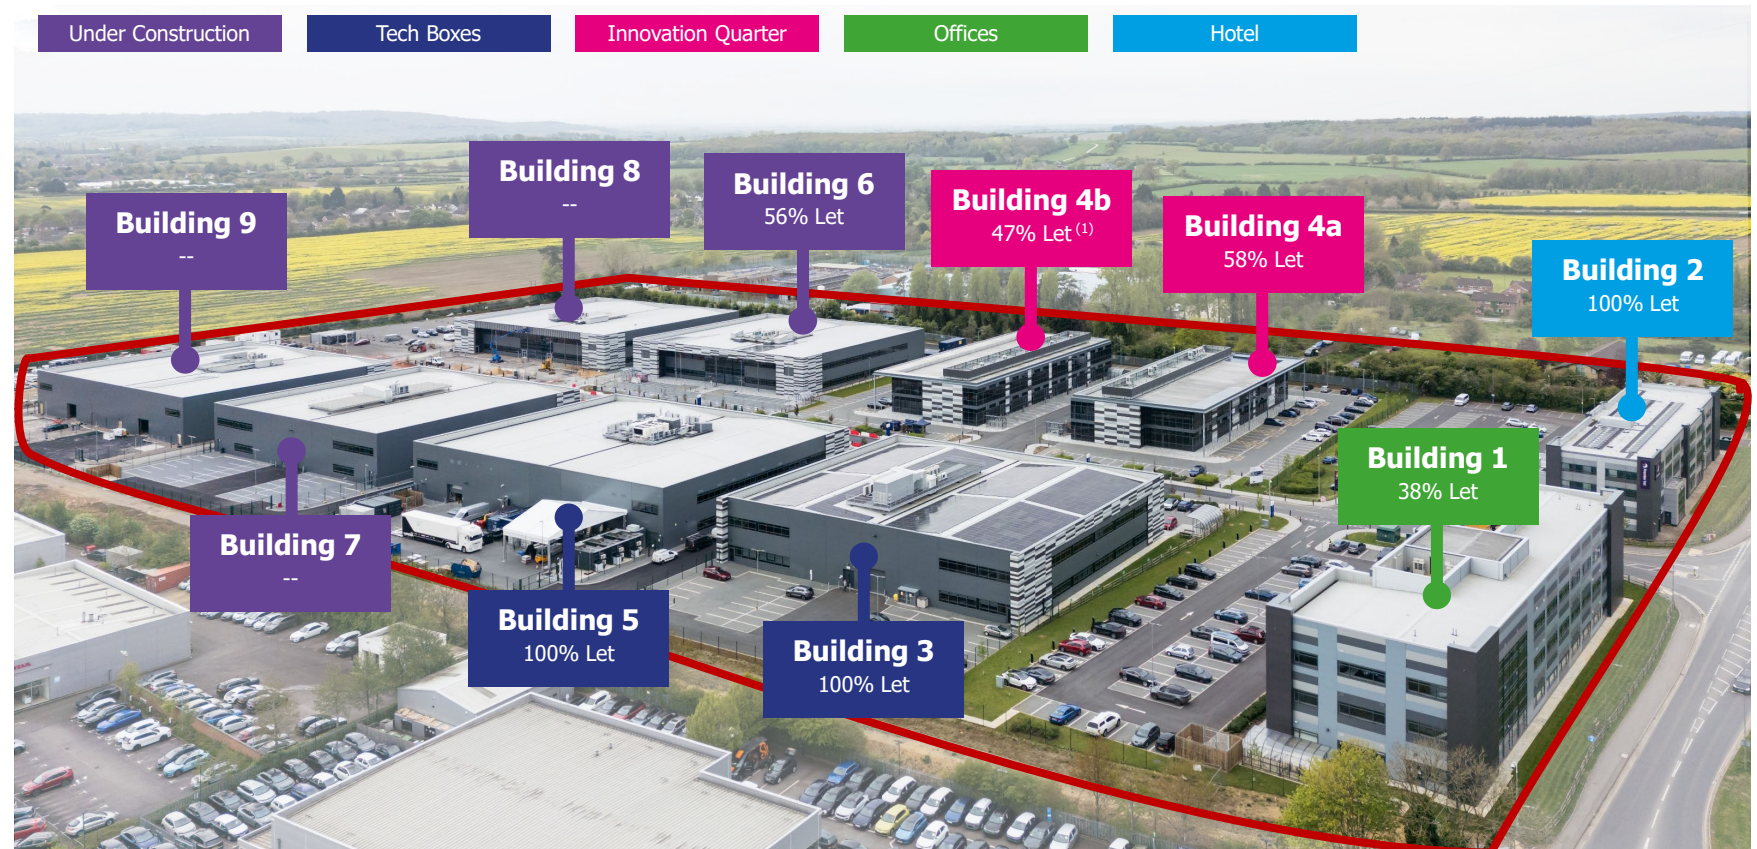 Under Construction
Tech Boxes
Innovation Quarter
Offices
Hotel
Building 8
--
Building 6
56% Let
Building 4b
47% Let (1)
Building 4a
58% Let
Building 9
--
Building 2
100% Let
Building 1
38% Let
Building 7
--
Building 5
100% Let
Building 3
100% Let